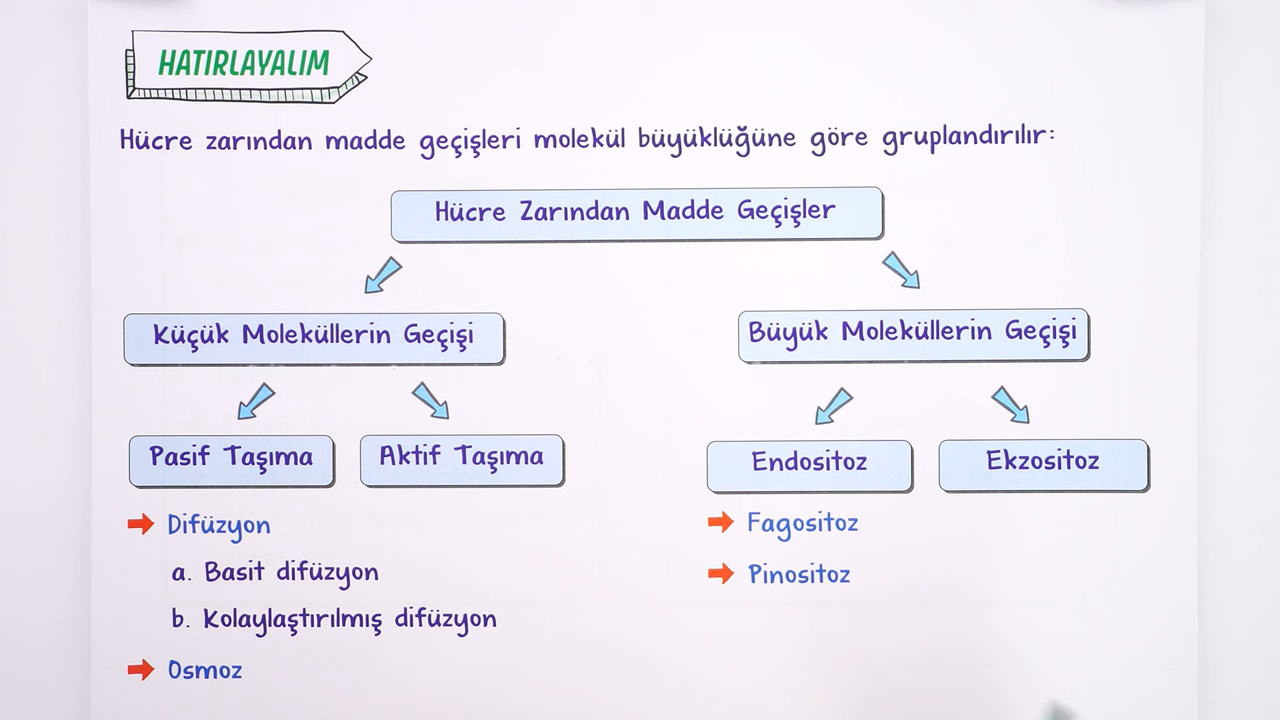 HATIRLAYALIM
Hücre zarından madde geçişleri molekül büyüklüğüne göre gruplandırılır:
Hücre Zarından Madde Geçişler
Küçük Moleküllerin Geçişi
Büyük Moleküllerin Geçişi
Pasif Taşıma
Aktif Taşıma
Endositoz
Ekzositoz
Difüzyon
a. Basit difüzyon
b. Kolaylaştırılmış difüzyon
Osmoz
Fagositoz
Pinositoz